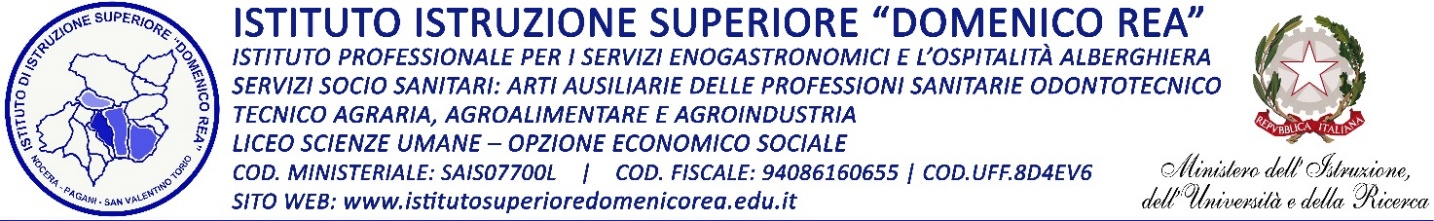 ISTITUTO DI ISTRUZIONE SUPERIORE "DOMENICO REA"
NOCERA - PAGANI - SAN VALENTINO TORIO
ISTITUTO ISTRUZIONE SUPERIORE “DOMENICO REA”
ISTITUTO PROFESSIONALE PER I SERVIZI ENOGASTRONOMICI E L’OSPITALITÀ ALBERGHIERA
SERVIZI SOCIO SANITARI: ARTI AUSILIARIE DELLE PROFESSIONI SANITARIE ODONTOTECNICO
TECNICO AGRARIA, AGROALIMENTARE E AGROINDUSTRIA
LICEO SCIENZE UMANE – OPZIONE ECONOMICO SOCIALE
COD. MINISTERIALE: SAIS07700L | COD. FISCALE: 94086160655 | COD.UFF.8D4EV6
SITO WEB: www.istitutosuperioredomenicorea.edu.it
REPVBBLICA ITALIANA
Ministero dell' Istruzione,
dell'Università e della Ricerca